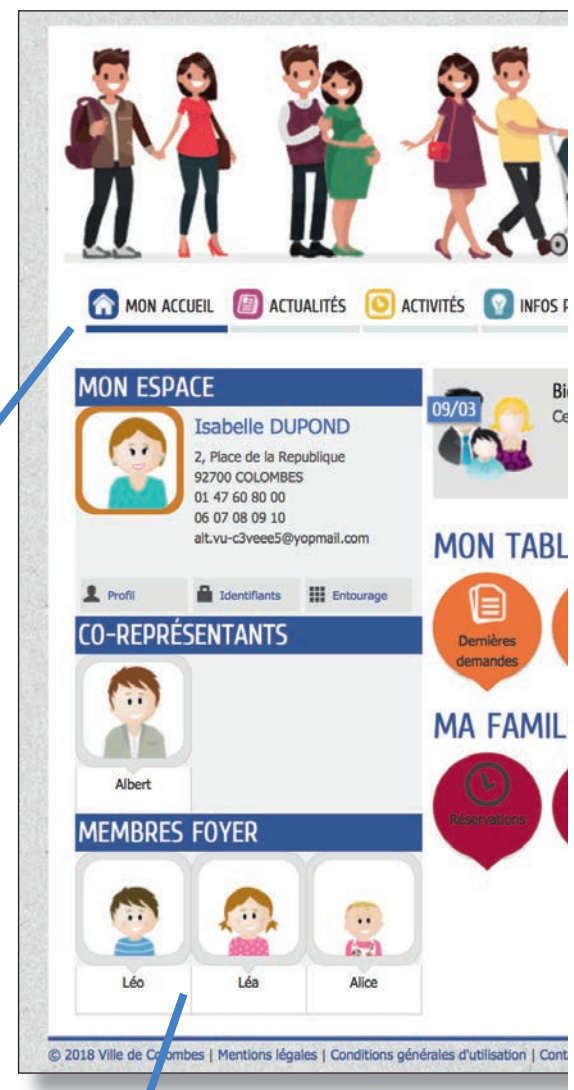 MON ACCUEIL ACTUALITÉS ACTIVITÉS INFOS P
MON ESPACE
Isabelle DUPOND
2, Place de la Republique
92700 COLOMBES
01 47 60 80 00
06 07 08 09 10
alt.vu-c3veee5@yopmail.com
Profil Identifiants Entourage
CO-REPRÉSENTANTS
Albert
MEMBRES FOYER
Léo Léa Alice
09/03
Bie
Ce
MON TABL
Dernières
demandes
MA FAMIL
Réservations
© 2018 Ville de Colombes | Mentions légales | Conditions générales d'utilisation | Cont